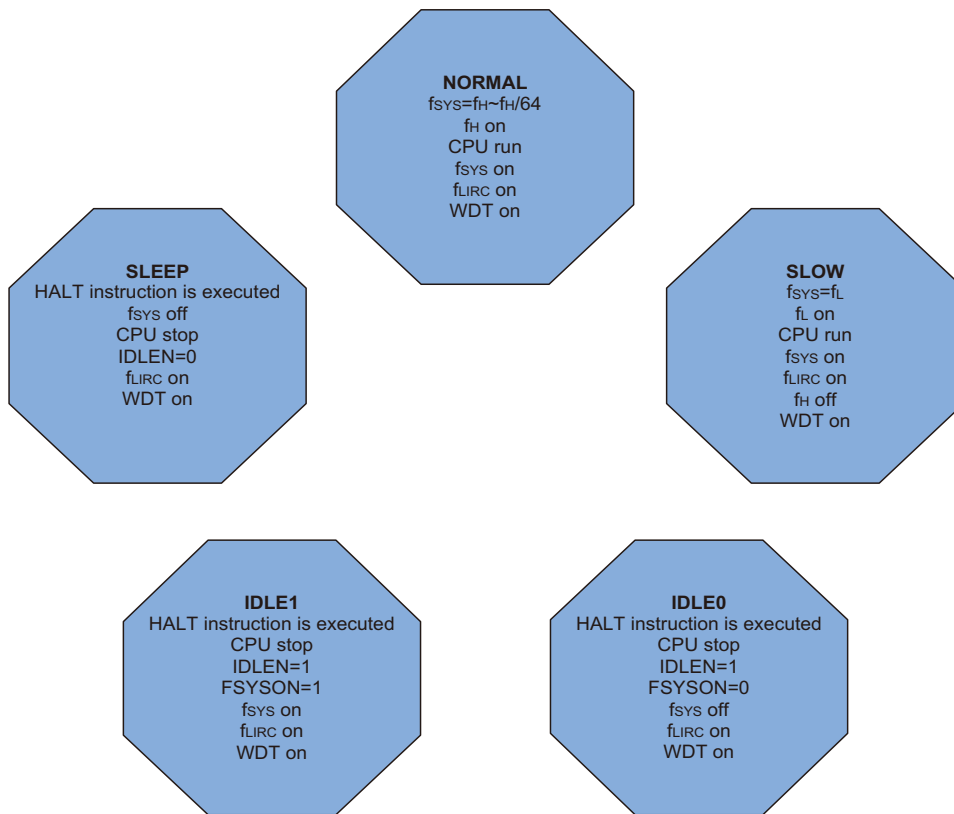 NORMAL
fSYS=fH~fH/64
fH on
CPU run
fSYS on
fLIRC on
WDT on
SLEEP
HALT instruction is executed
fSYS off
CPU stop
IDLEN=0
fLIRC on
WDT on
SLOW
fSYS=fL
fL on
CPU run
fSYS on
fLIRC on
fH off
WDT on
IDLE1
HALT instruction is executed
CPU stop
IDLEN=1
FSYSON=1
fSYS on
fLIRC on
WDT on
IDLE0
HALT instruction is executed
CPU stop
IDLEN=1
FSYSON=0
fSYS off
fLIRC on
WDT on